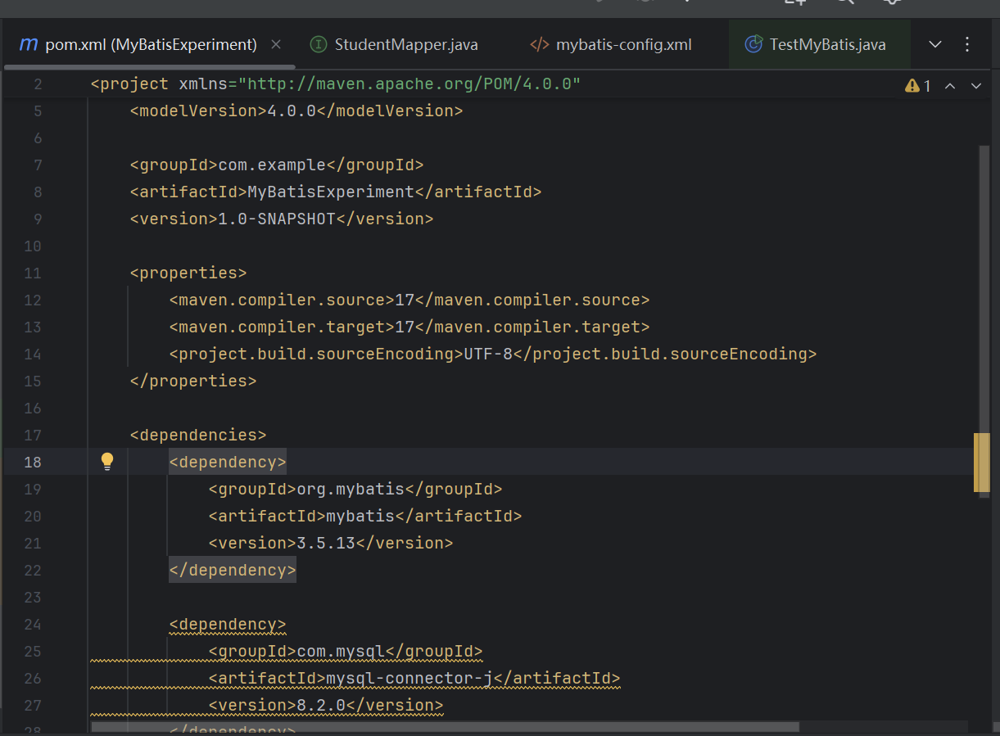 pom.xml (MyBatisExperiment)
StudentMapper.java
mybatis-config.xml
TestMyBatis.java
2 <project xmlns="http://maven.apache.org/POM/4.0.0"
1
5 <modelVersion>4.0.0</modelVersion>
6
7 <groupId>com.example</groupId>
8 <artifactId>MyBatisExperiment</artifactId>
9 <version>1.0-SNAPSHOT</version>
10
11 <properties>
12 <maven.compiler.source>17</maven.compiler.source>
13 <maven.compiler.target>17</maven.compiler.target>
14 <project.build.sourceEncoding>UTF-8</project.build.sourceEncoding>
15 </properties>
16
17 <dependencies>
18 <dependency>
19 <groupId>org.mybatis</groupId>
20 <artifactId>mybatis</artifactId>
21 <version>3.5.13</version>
22 </dependency>
23
24 <dependency>
25 <groupId>com.mysql</groupId>
26 <artifactId>mysql-connector-j</artifactId>
27 <version>8.2.0</version>
28 </dependency>